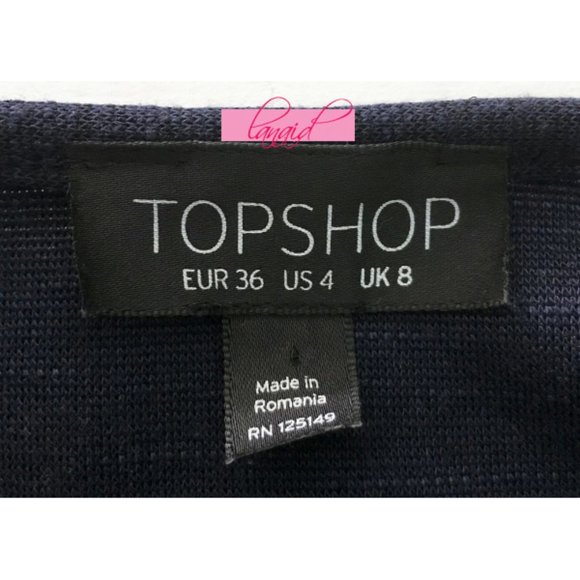 lanaid
TOPSHOP
EUR 36 US 4 UK 8
Made in
Romania
RN 125149